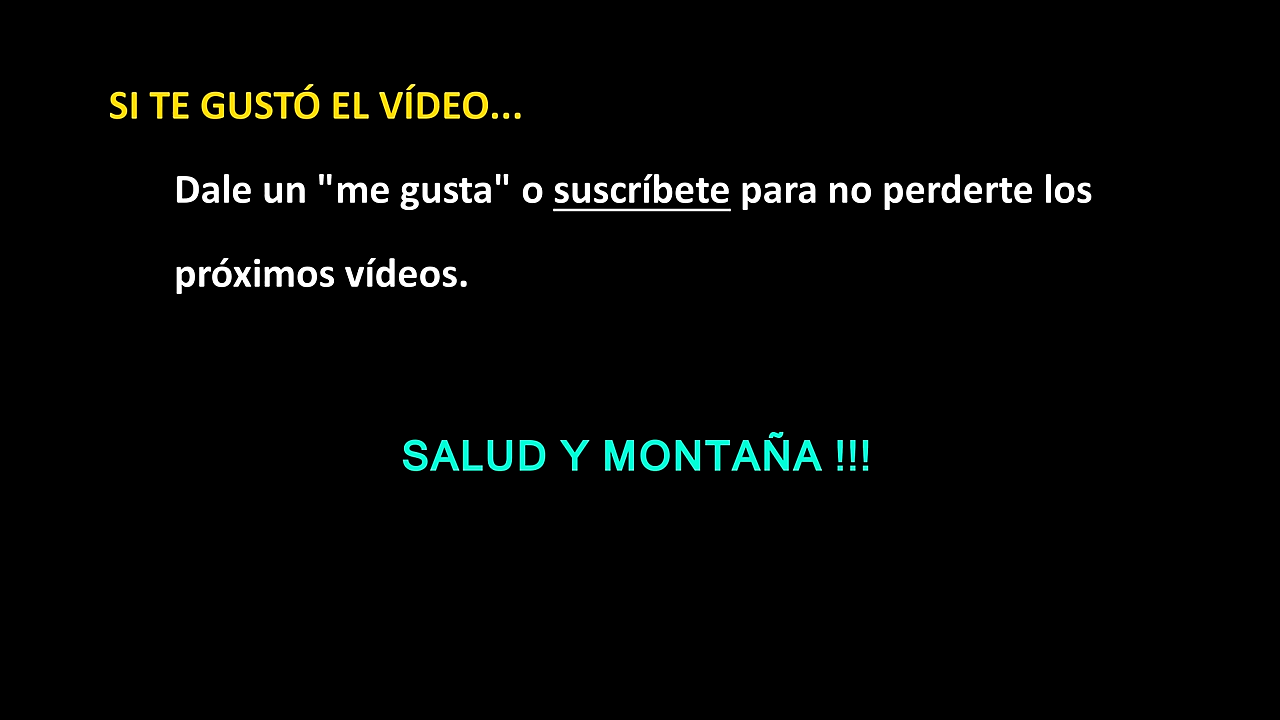 SI TE GUSTÓ EL VÍDEO...
Dale un "me gusta" o suscríbete para no perderte los
próximos vídeos.
SALUD Y MONTAÑA !!!